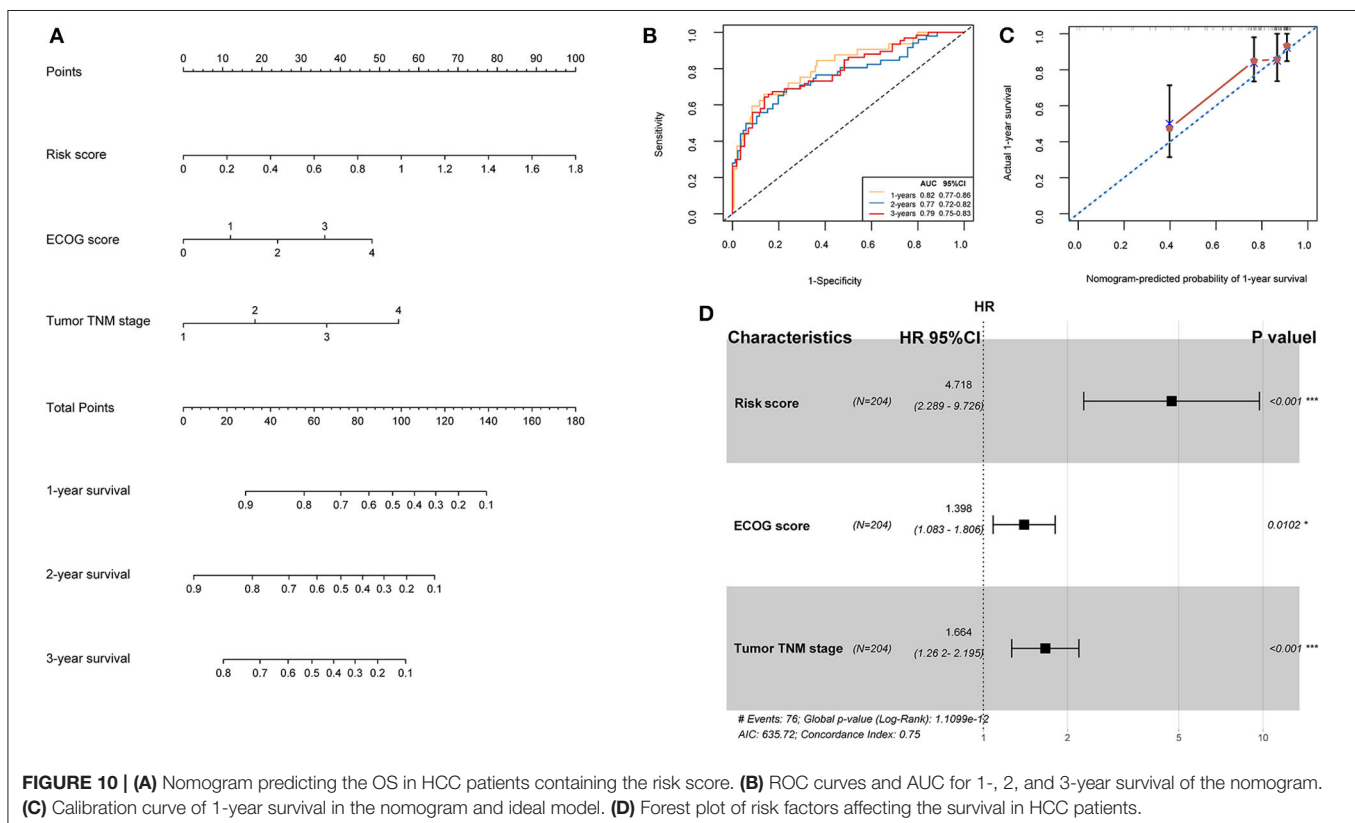 A
Points
0 10 20 30 40 50 60 70 80 90 100
Risk score
0 0.2 0.4 0.6 0.8 1 1.2 1.4 1.6 1.8
ECOG score
1 3
0 2 4
Tumor TNM stage
2 4
1 3
Total Points
0 20 40 60 80 100 120 140 160 180
1-year survival
0.9 0.8 0.7 0.6 0.5 0.4 0.3 0.2 0.1
2-year survival
0.9 0.8 0.7 0.6 0.5 0.4 0.3 0.2 0.1
3-year survival
0.8 0.7 0.6 0.5 0.4 0.3 0.2 0.1
B
Sensitivity
1.0
0.8
0.6
0.4
0.2
0.0
AUC 95%CI
1-years 0.82 0.77-0.86
2-years 0.77 0.72-0.82
3-years 0.79 0.75-0.83
0.0 0.2 0.4 0.6 0.8 1.0
1-Specificity
C
Actual 1-year survival
1.0
0.8
0.6
0.4
0.2
0.0
0.0 0.2 0.4 0.6 0.8 1.0
Nomogram-predicted probability of 1-year survival
D
HR
Characteristics HR 95%CI P valuel
4.718
Risk score (N=204) (2.289 - 9.726) <0.001 ***
1.398
ECOG score (N=204) (1.083 - 1.806) 0.0102 *
1.664
Tumor TNM stage (N=204) (1.26 2- 2.195) <0.001 ***
# Events: 76; Global p-value (Log-Rank): 1.1099e-12
AIC: 635.72; Concordance Index: 0.75
1 2 5 10
FIGURE 10 | (A) Nomogram predicting the OS in HCC patients containing the risk score. (B) ROC curves and AUC for 1-, 2, and 3-year survival of the nomogram.
(C) Calibration curve of 1-year survival in the nomogram and ideal model. (D) Forest plot of risk factors affecting the survival in HCC patients.